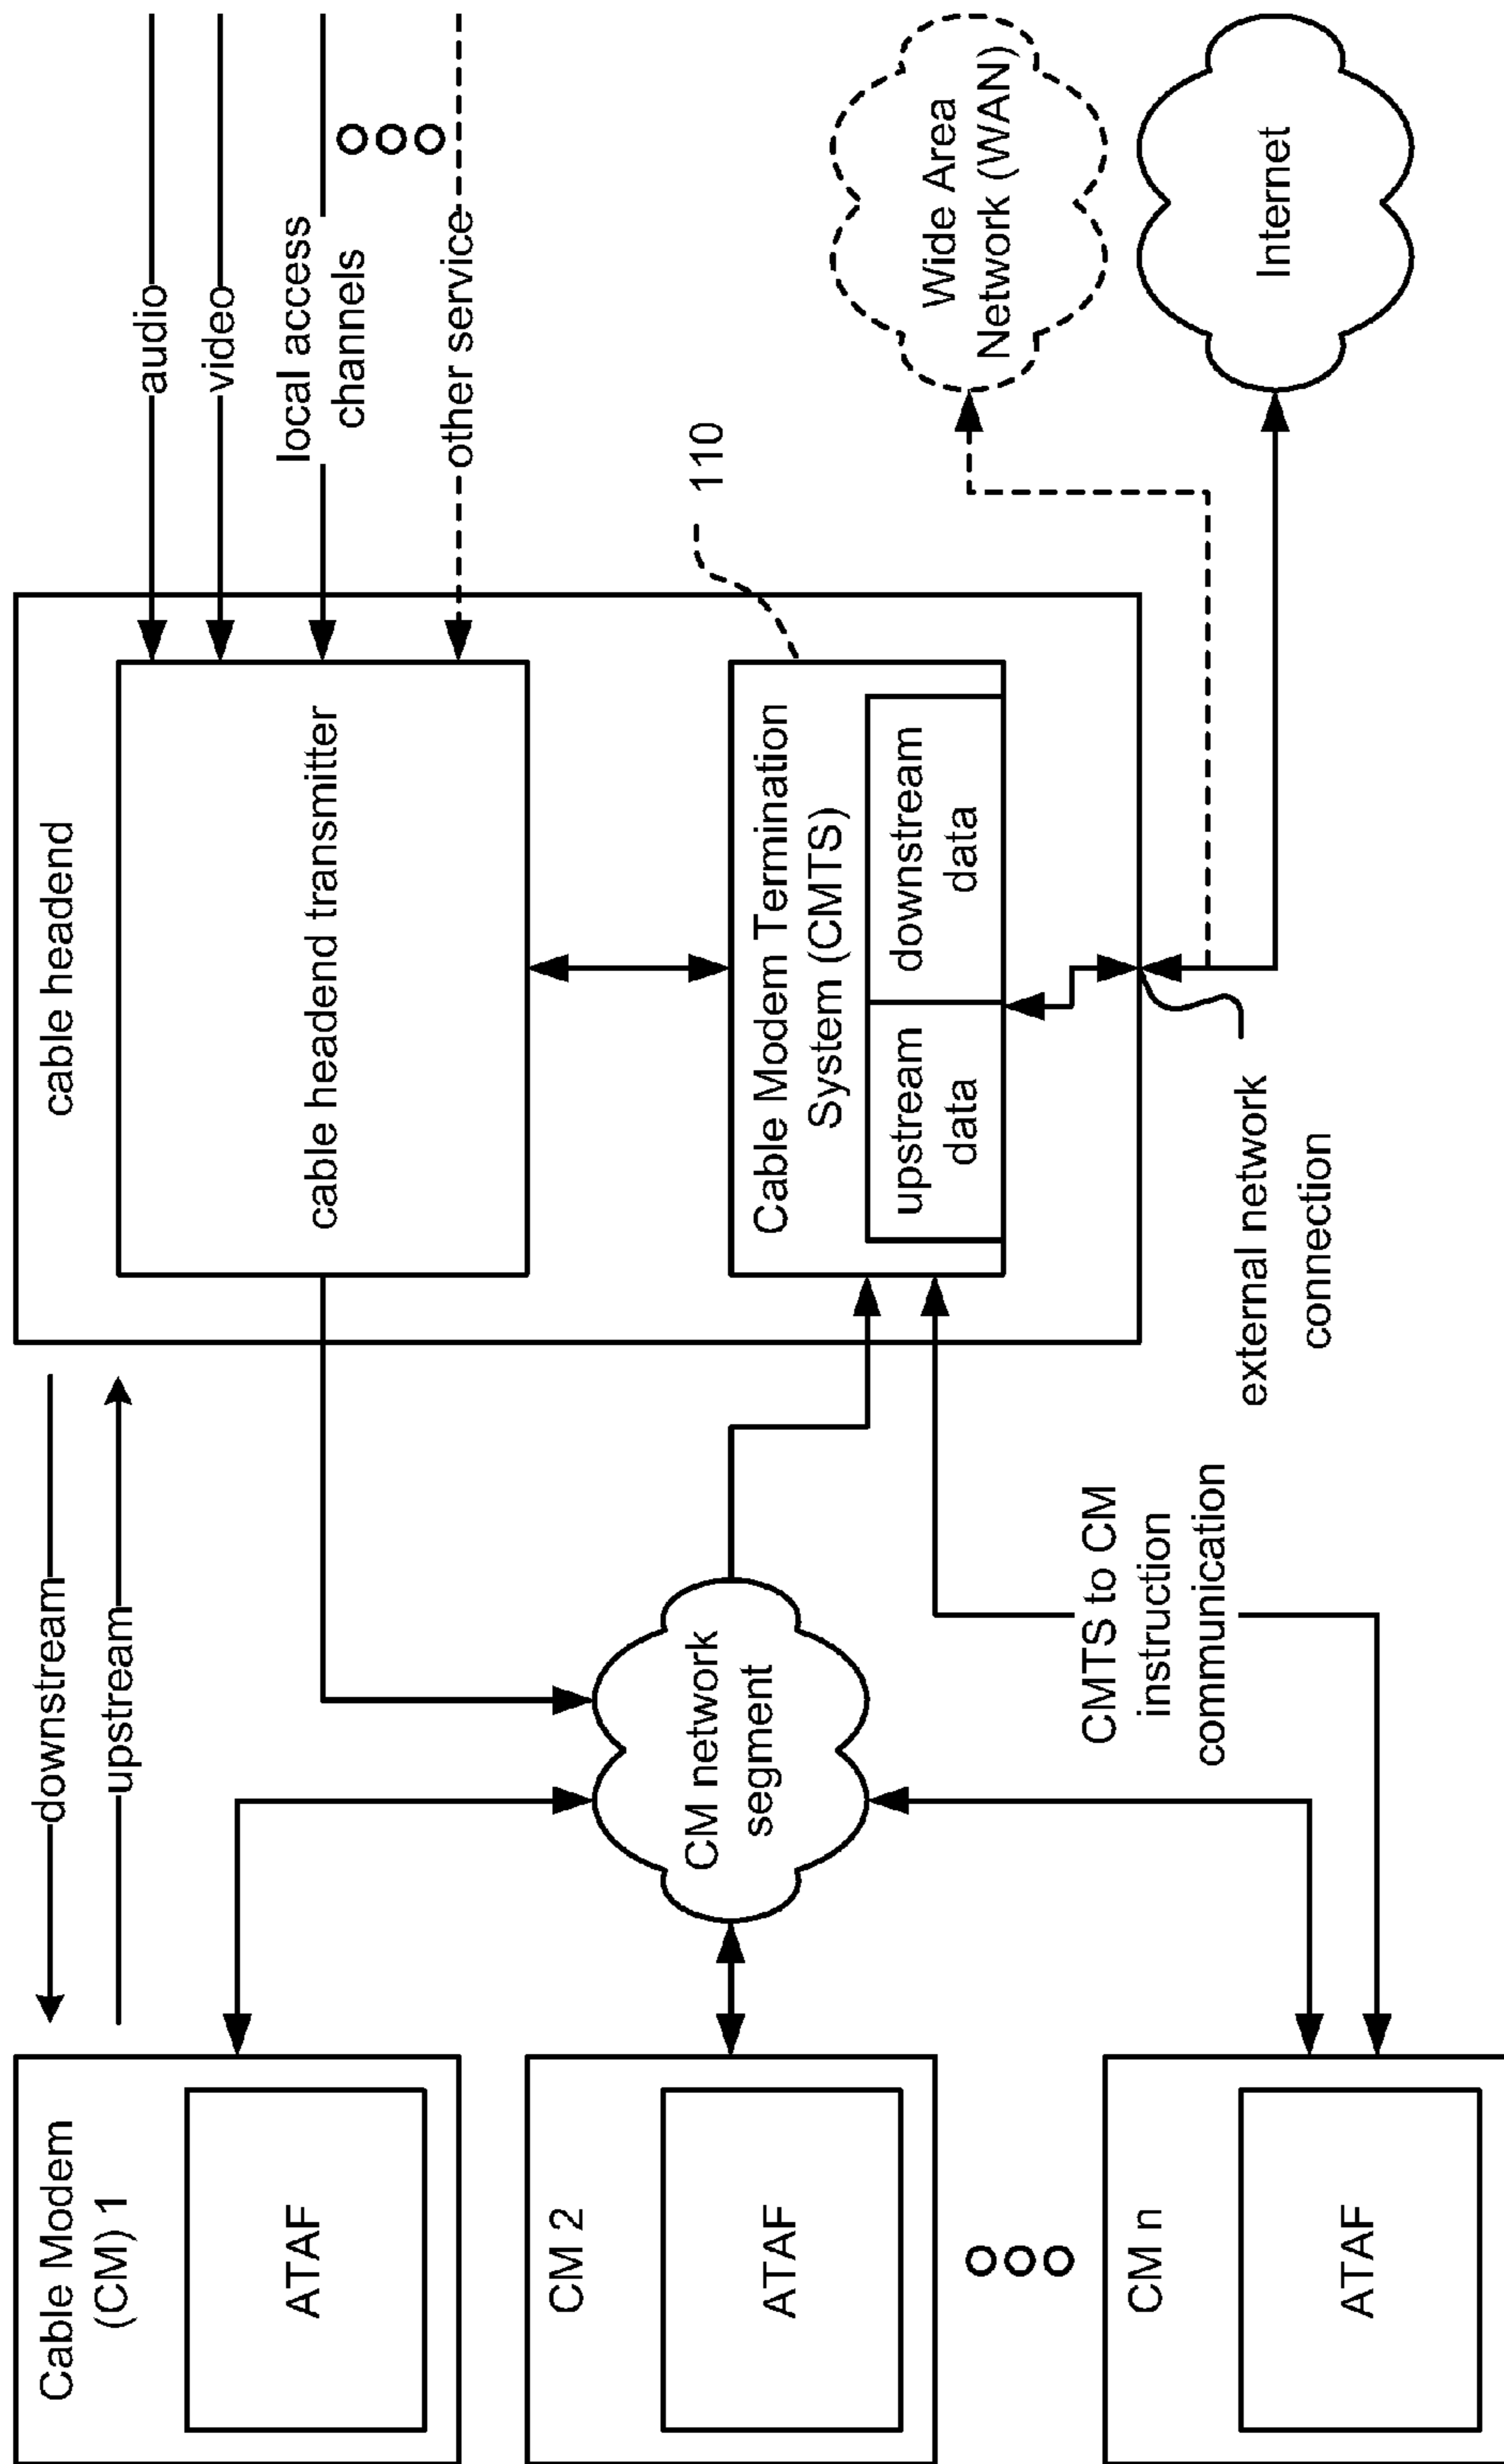 Cable Modem
(CM) 1
ATAF
CM 2
ATAF
CM n
ATAF
downstream
upstream
CM network
segment
CMTS to CM
instruction
communication
cable headend
cable headend transmitter
Cable Modem Termination
System (CMTS)
upstream
data
downstream
data
110
external network
connection
audio
video
local access
channels
other service
Wide Area
Network (WAN)
Internet